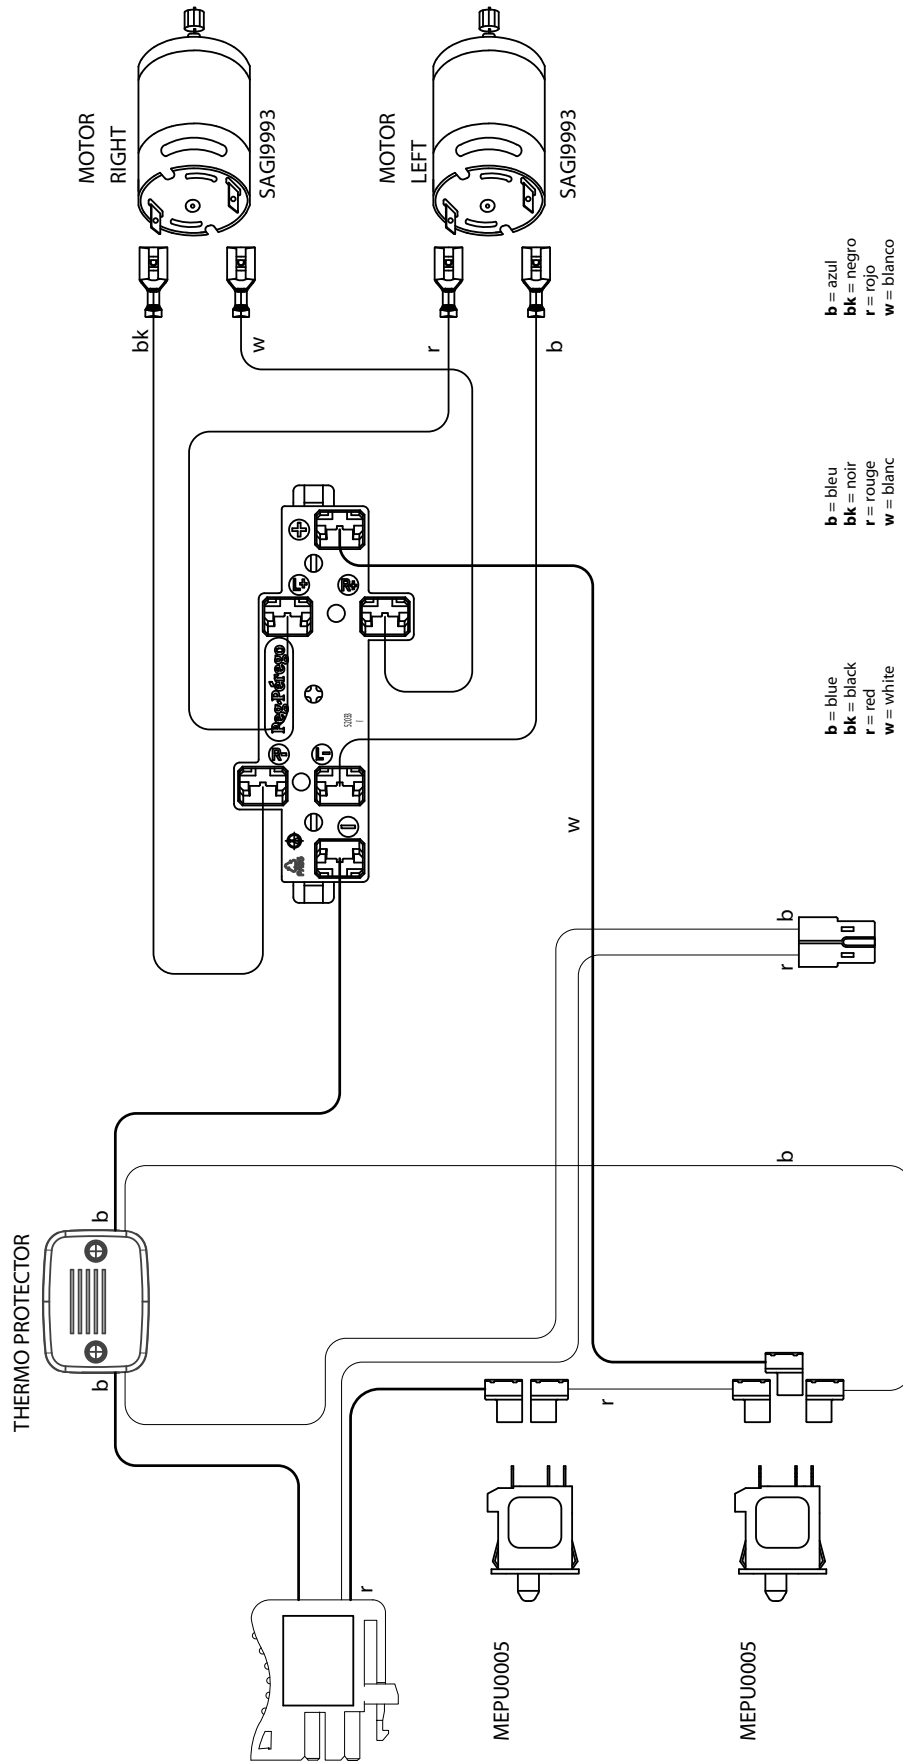 THERMO PROTECTOR
MOTOR
RIGHT
SAGI9993
MOTOR
LEFT
SAGI9993
b
b
bk
w
r
b
Peg-Pérego
R-
L-
L+
R+
+
-
r
w
r
b
b
r
MEPU0005
MEPU0005
b = blue
bk = black
r = red
w = white
b = bleu
bk = noir
r = rouge
w = blanc
b = azul
bk = negro
r = rojo
w = blanco